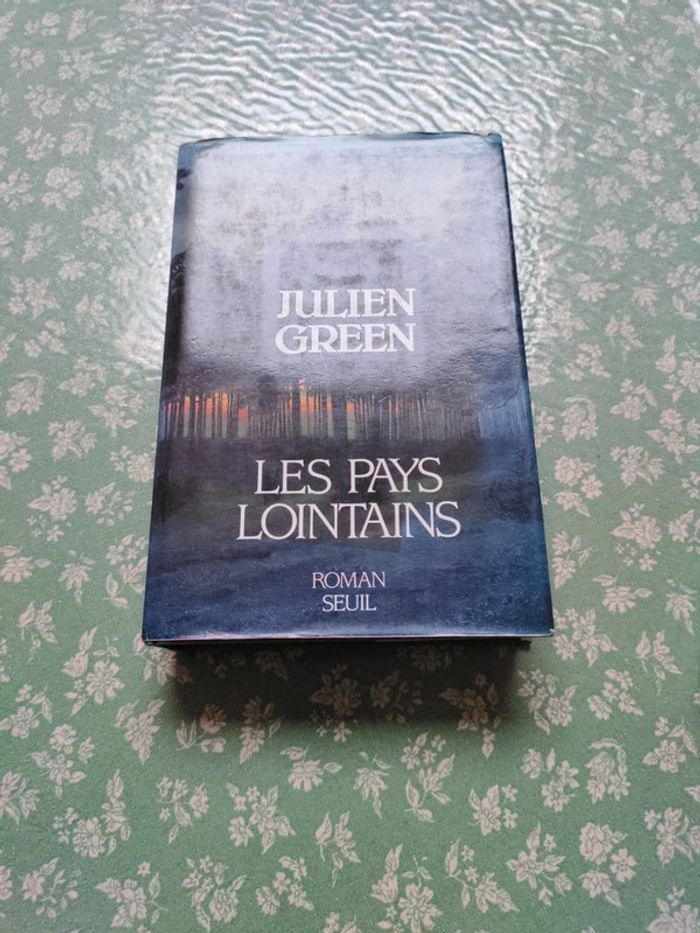 JULIEN
GREEN
LES PAYS
LOINTAINS
ROMAN
SEUIL